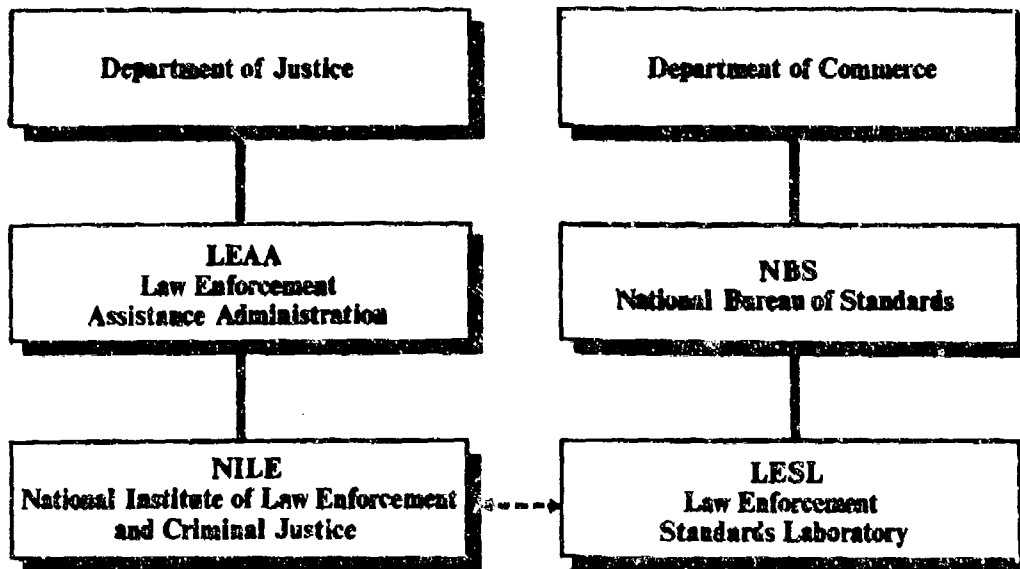 Department of Justice
Department of Commerce
LEAA
Law Enforcement
Assistance Administration
NBS
National Bureau of Standards
NILE
National Institute of Law Enforcement
and Criminal Justice
LESL
Law Enforcement
Standards Laboratory